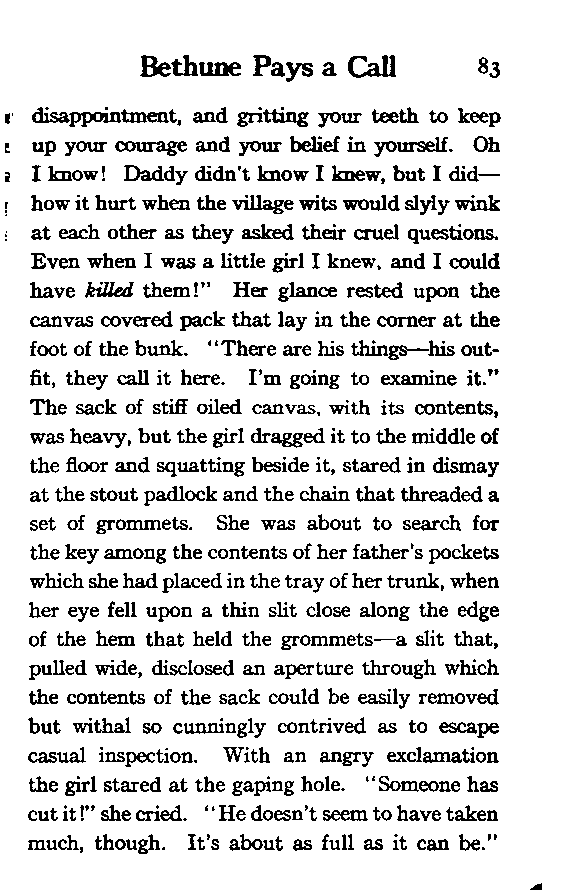 Bethune Pays a Call 83
disappointment, and gritting your teeth to keep
up your courage and your belief in yourself. Oh
I know! Daddy didn't know I knew, but I did—
how it hurt when the village wits would slyly wink
at each other as they asked their cruel questions.
Even when I was a little girl I knew, and I could
have killed them!" Her glance rested upon the
canvas covered pack that lay in the corner at the
foot of the bunk. "There are his things—his out-
fit, they call it here. I'm going to examine it."
The sack of stiff oiled canvas, with its contents,
was heavy, but the girl dragged it to the middle of
the floor and squatting beside it, stared in dismay
at the stout padlock and the chain that threaded a
set of grommets. She was about to search for
the key among the contents of her father's pockets
which she had placed in the tray of her trunk, when
her eye fell upon a thin slit close along the edge
of the hem that held the grommets—a slit that,
pulled wide, disclosed an aperture through which
the contents of the sack could be easily removed
but withal so cunningly contrived as to escape
casual inspection. With an angry exclamation
the girl stared at the gaping hole. "Someone has
cut it!" she cried. "He doesn't seem to have taken
much, though. It's about as full as it can be."